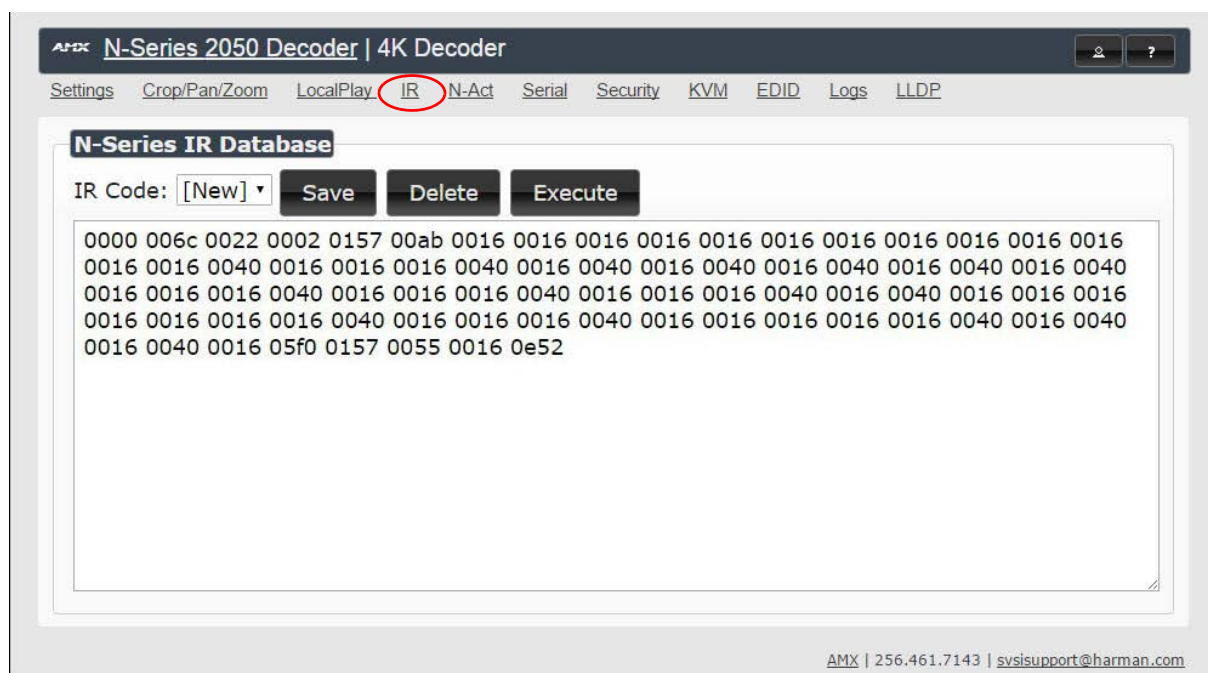 AMX N-Series 2050 Decoder | 4K Decoder ?
Settings Crop/Pan/Zoom LocalPlay IR N-Act Serial Security KVM EDID Logs LLDP
N-Series IR Database
IR Code: [New] Save Delete Execute
0000 006c 0022 0002 0157 00ab 0016 0016 0016 0016 0016 0016 0016 0016 0016 0016 0016
0016 0016 0040 0016 0016 0016 0040 0016 0040 0016 0040 0016 0040 0016 0040 0016 0040
0016 0016 0016 0040 0016 0016 0016 0040 0016 0016 0016 0040 0016 0040 0016 0016 0016
0016 0016 0016 0016 0040 0016 0016 0016 0040 0016 0016 0016 0016 0016 0040 0016 0040
0016 0040 0016 05f0 0157 0055 0016 0e52
AMX | 256.461.7143 | svsisupport@harman.com